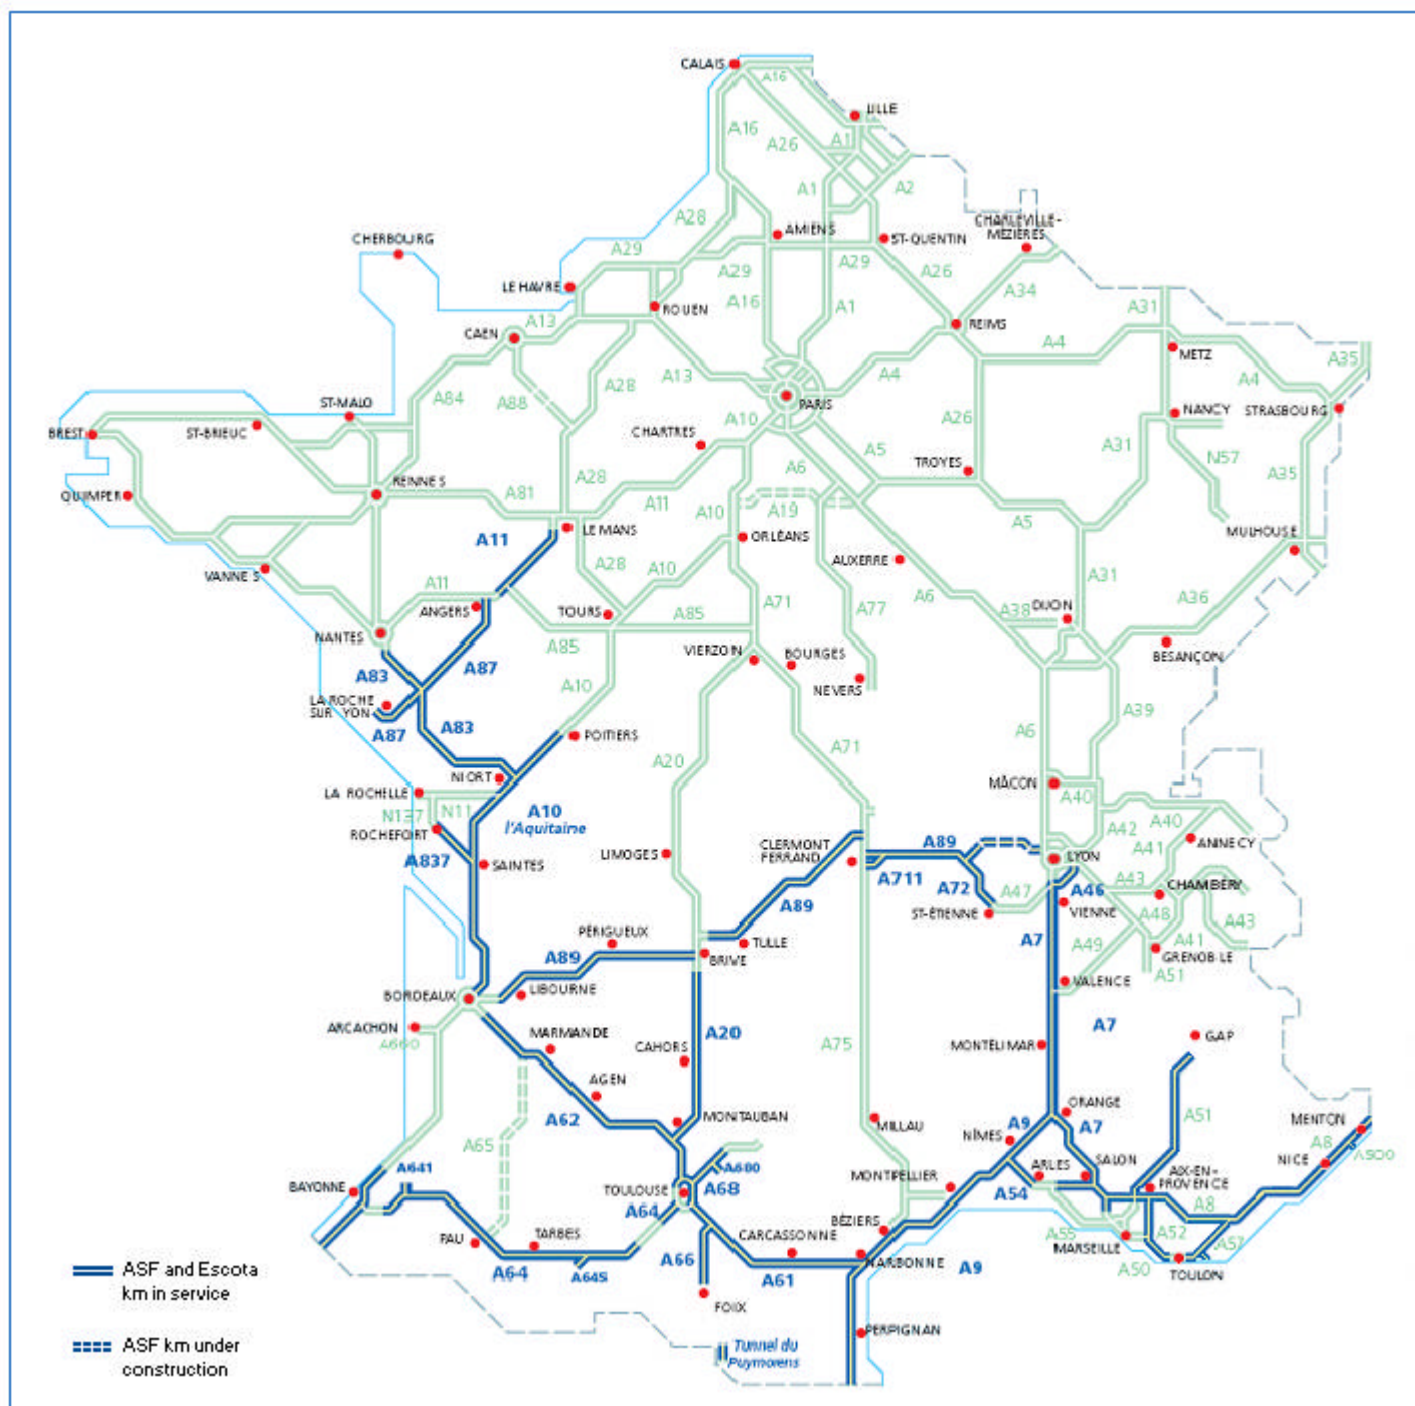 CALAIS
A16
LILLE
A16
A26
A1
A1
A2
A28
AMIENS
ST-QUENTIN
CHARLEVILLE-
MÉZIÈRES
CHERBOURG
A29
A29
A29
A26
A34
LE HAVRE
A16
A1
A31
ROUEN
CAEN
A13
REIMS
A4
METZ
A35
A13
A4
A4
A28
A88
A84
PARIS
ST-MALO
NANCY
STRASBOURG
BREST
ST-BRIEUC
CHARTRES
A10
A26
A31
A5
A6
TROYES
N57
A35
QUIMPER
RENNES
A81
A28
A11
A10
A19
A5
LE MANS
ORLÉANS
MULHOUSE
A11
AUXERRE
VANNES
A28
A10
A31
A11
ANGERS
TOURS
A85
A71
A77
A6
A38
DIJON
A36
NANTES
A85
VIERZON
BOURGES
BESANÇON
A83
A87
A10
NEVERS
LA ROCHE
SUR YON
A87
A83
POITIERS
A39
A6
A20
A71
NIORT
MÂCON
LA ROCHELLE
A40
N137
N11
A10
l'Aquitaine
ROCHEFORT
A42
A40
A837
SAINTES
LIMOGES
CLERMONT
FERRAND
A89
LYON
A41
ANNECY
A711
A72
A47
A46
A43
CHAMBÉRY
ST-ÉTIENNE
VIENNE
A48
A43
A89
PÉRIGUEUX
TULLE
A7
A49
A41
GRENOBLE
A89
BRIVE
A51
BORDEAUX
LIBOURNE
VALENCE
ARCACHON
A660
MARMANDE
CAHORS
A20
A75
A7
GAP
MONTÉLIMAR
AGEN
A62
MONTAUBAN
MILLAU
ORANGE
A51
MENTON
A65
NÎMES
A9
A7
A8
A500
A641
A680
MONTPELLIER
ARLES
SALON
AIX-EN-
PROVENCE
NICE
BAYONNE
TOULOUSE
A68
A54
A8
A64
BÉZIERS
A55
A52
A57
PAU
TARBES
CARCASSONNE
MARSEILLE
A66
NARBONNE
A9
A50
TOULON
A64
A645
A61
FOIX
PERPIGNAN
Tunnel du
Puymorens
ASF and Escota
km in service
ASF km under
construction